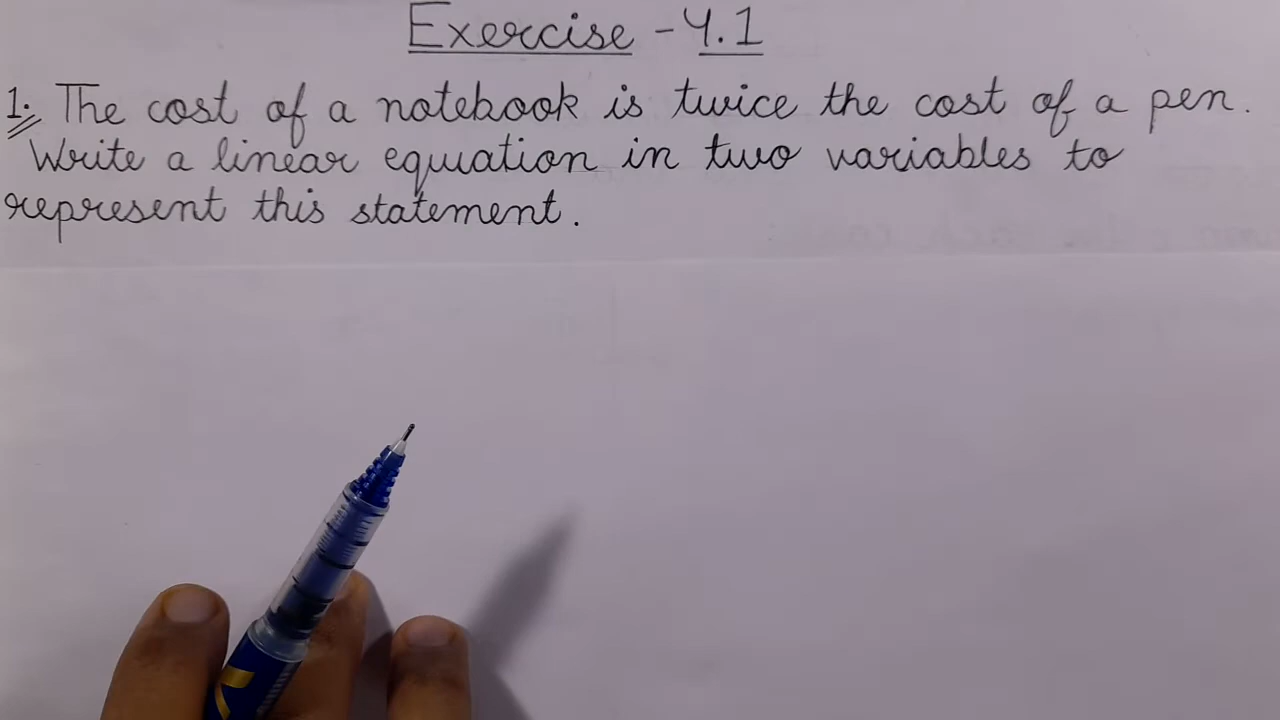 Exercise - 4.1
1. The cost of a notebook is twice the cost of a pen.
Write a linear equation in two variables to
represent this statement.